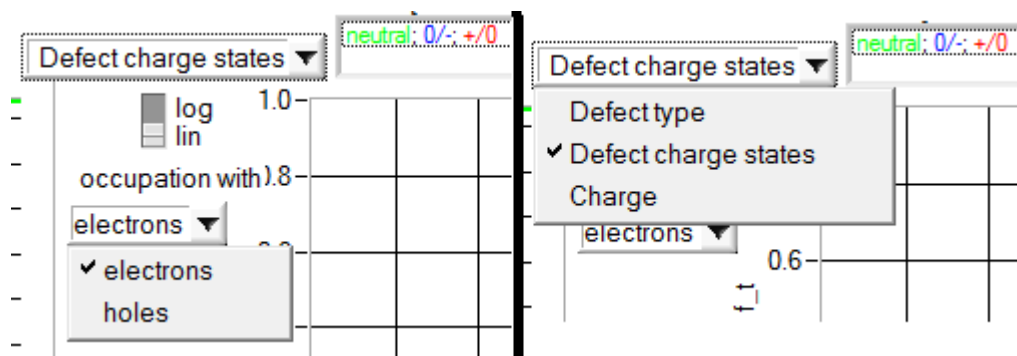 Defect charge states
neutral; 0/-; +/0
log
lin
1.0
occupation with
0.8
electrons
electrons
holes
Defect charge states
neutral; 0/-; +/0
Defect type
Defect charge states
Charge
electrons
0.6
f_t